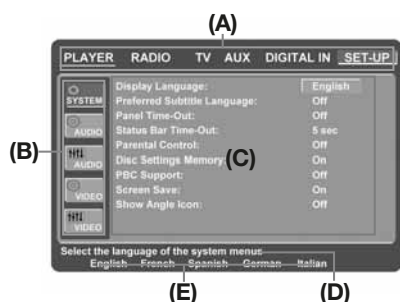 (A)
PLAYER RADIO TV AUX DIGITAL IN SET-UP
SYSTEM
AUDIO
AUDIO
VIDEO
VIDEO
(B)
Display Language: English
Preferred Subtitle Language: Off
Panel Time-Out: Off
Status Bar Time-Out: 5 sec
Parental Control: Off
Disc Settings Memory: On
(C)
PBC Support: Off
Screen Save: On
Show Angle Icon: Off
Select the language of the system menus
English French Spanish German Italian
(E) (D)